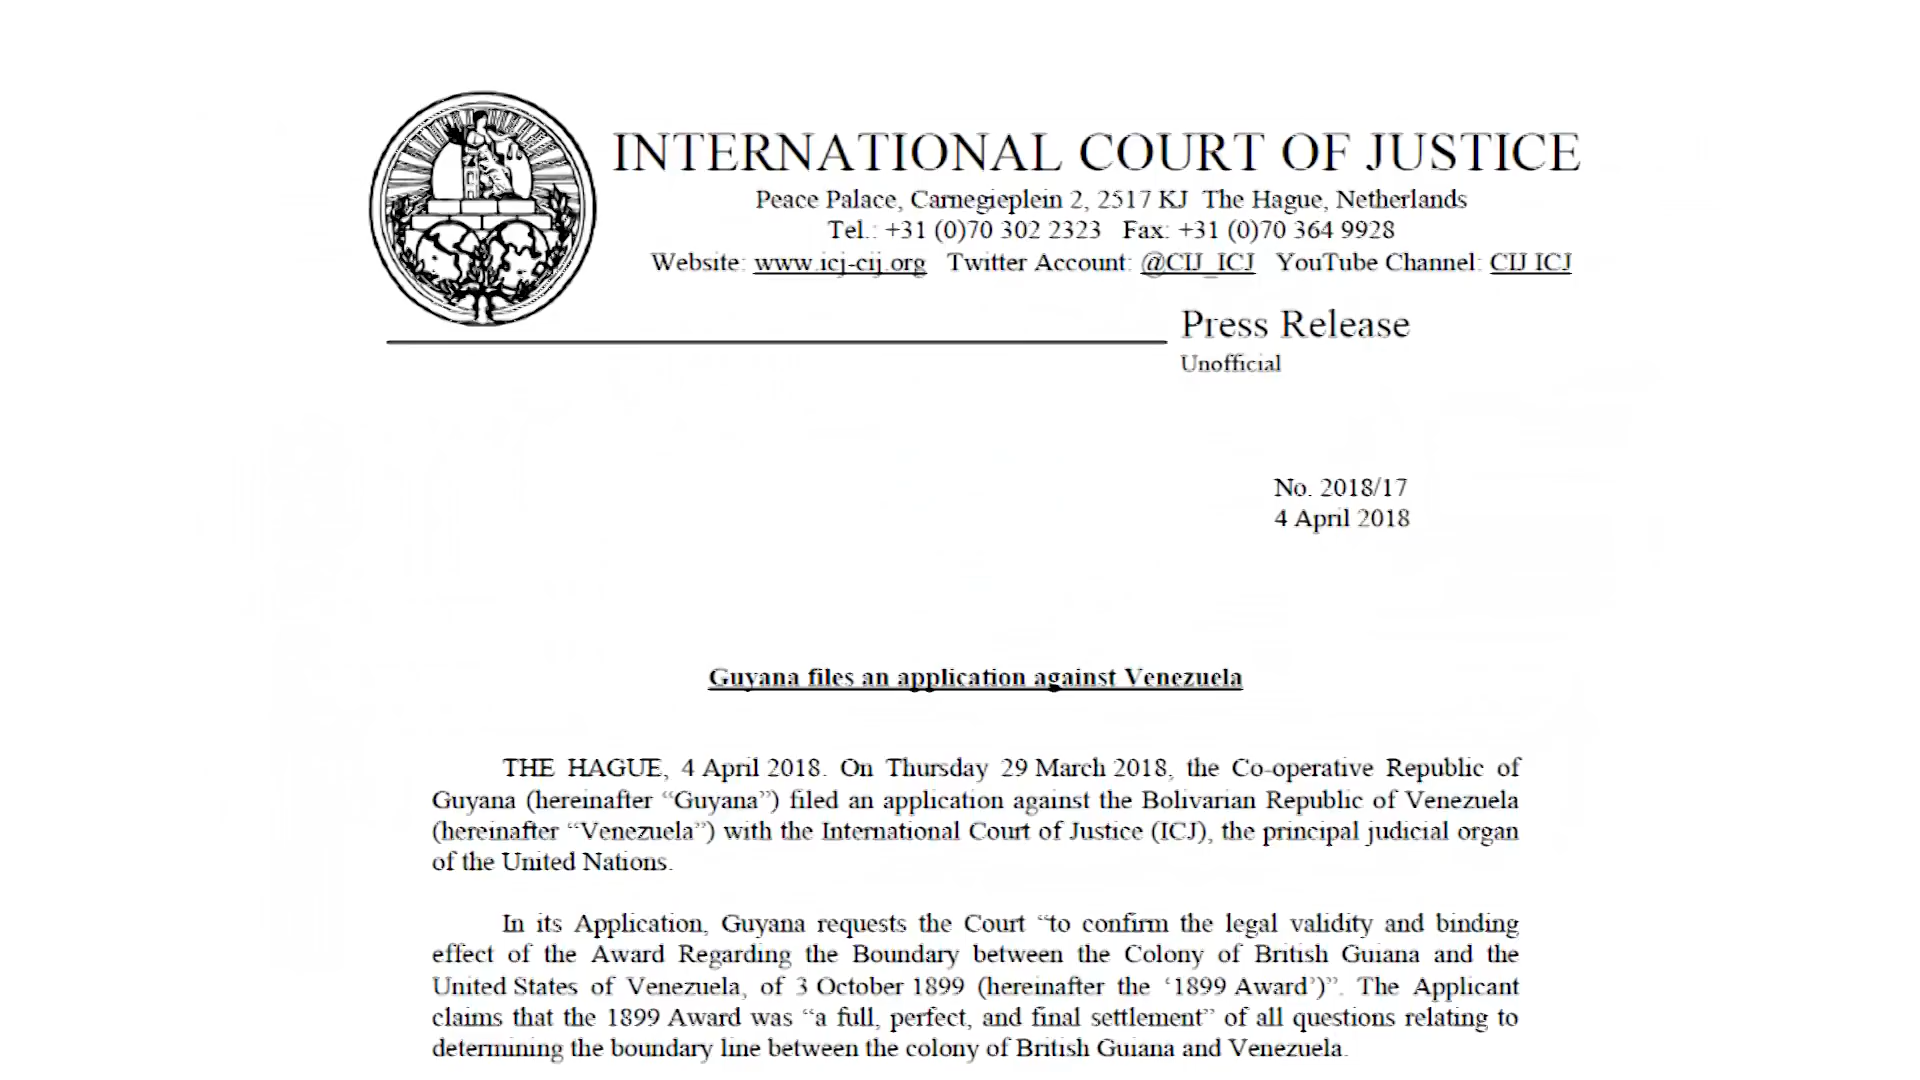 INTERNATIONAL COURT OF JUSTICE
Peace Palace, Carnegieplein 2, 2517 KJ The Hague, Netherlands
Tel.: +31 (0)70 302 2323 Fax: +31 (0)70 364 9928
Website: www.icj-cij.org Twitter Account: @CIJ_ICJ YouTube Channel: CIJ ICJ
Press Release
Unofficial
No. 2018/17
4 April 2018
Guyana files an application against Venezuela
THE HAGUE, 4 April 2018. On Thursday 29 March 2018, the Co-operative Republic of
Guyana (hereinafter “Guyana”) filed an application against the Bolivarian Republic of Venezuela
(hereinafter “Venezuela”) with the International Court of Justice (ICJ), the principal judicial organ
of the United Nations.
In its Application, Guyana requests the Court “to confirm the legal validity and binding
effect of the Award Regarding the Boundary between the Colony of British Guiana and the
United States of Venezuela, of 3 October 1899 (hereinafter the ‘1899 Award’)”. The Applicant
claims that the 1899 Award was “a full, perfect, and final settlement” of all questions relating to
determining the boundary line between the colony of British Guiana and Venezuela.